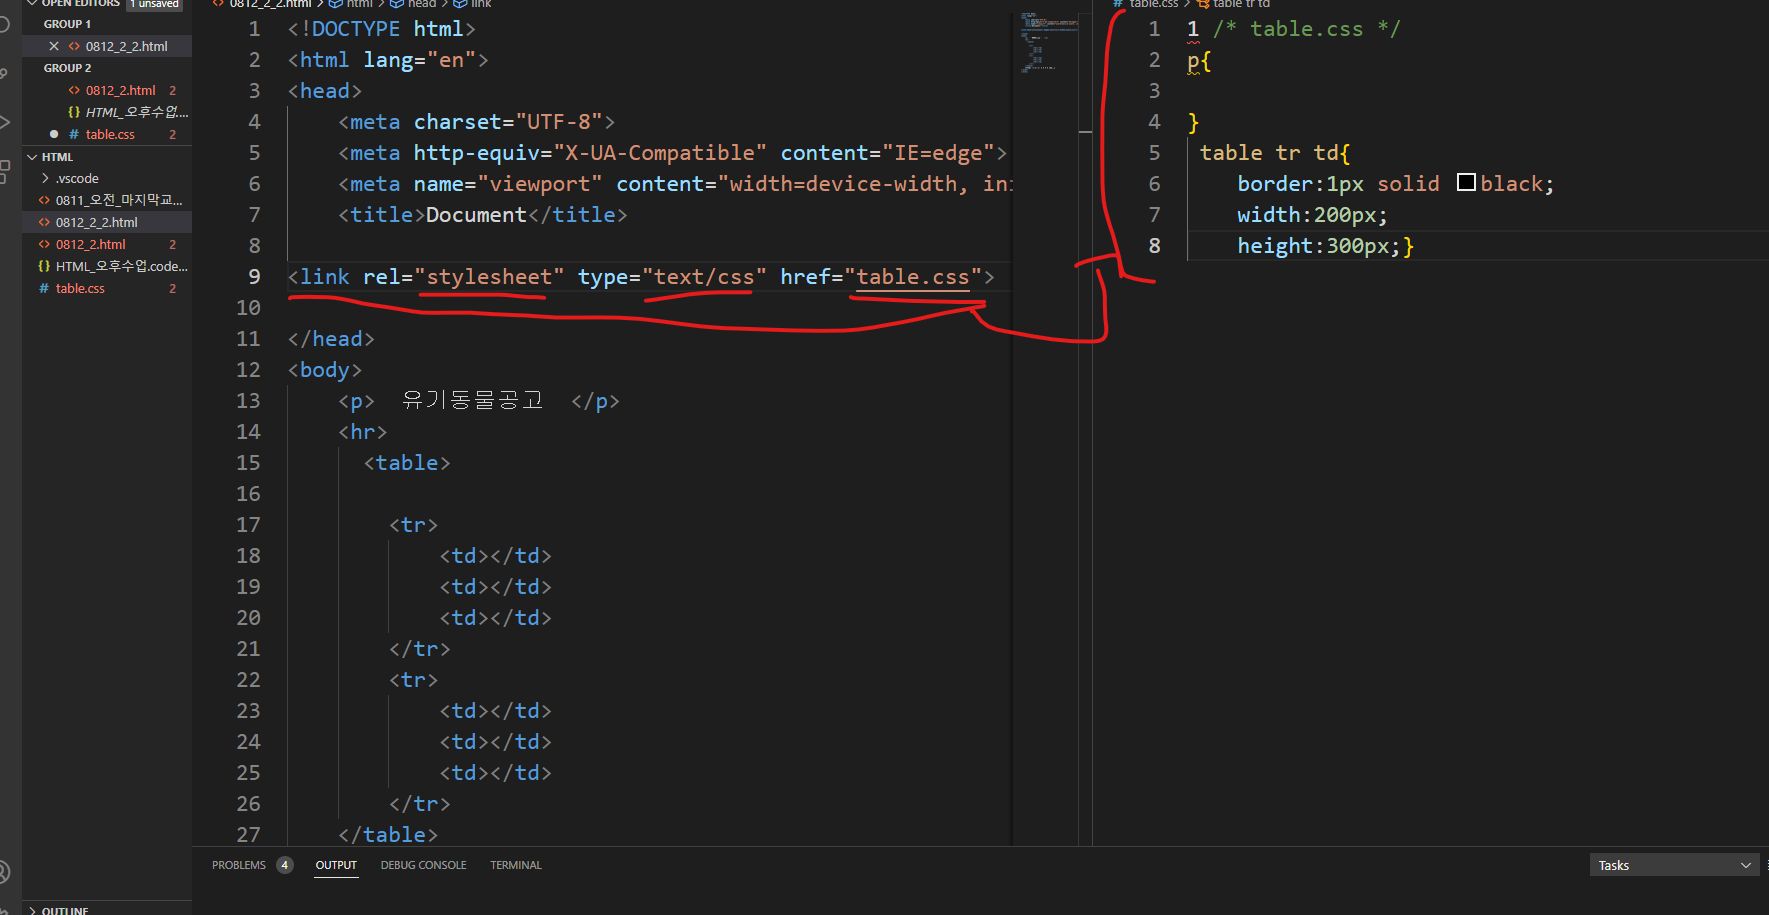 OPEN EDITORS 1 unsaved
GROUP 1
0812_2_2.html
GROUP 2
0812_2.html 2
HTML_오후수업....
table.css 2
HTML
.vscode
0811_오전_마지막교...
0812_2_2.html
0812_2.html 2
HTML_오후수업.code...
table.css 2
OUTLINE
0812_2_2.html > html > head > link
1 <!DOCTYPE html>
2 <html lang="en">
3 <head>
4 <meta charset="UTF-8">
5 <meta http-equiv="X-UA-Compatible" content="IE=edge">
6 <meta name="viewport" content="width=device-width, ini
7 <title>Document</title>
8
9 <link rel="stylesheet" type="text/css" href="table.css">
10
11 </head>
12 <body>
13 <p> 유기동물공고 </p>
14 <hr>
15 <table>
16
17 <tr>
18 <td></td>
19 <td></td>
20 <td></td>
21 </tr>
22 <tr>
23 <td></td>
24 <td></td>
25 <td></td>
26 </tr>
27 </table>
# table.css > table tr td
1 1 /* table.css */
2 p{
3
4 }
5 table tr td{
6 border:1px solid black;
7 width:200px;
8 height:300px;}
PROBLEMS 4 OUTPUT DEBUG CONSOLE TERMINAL
Tasks